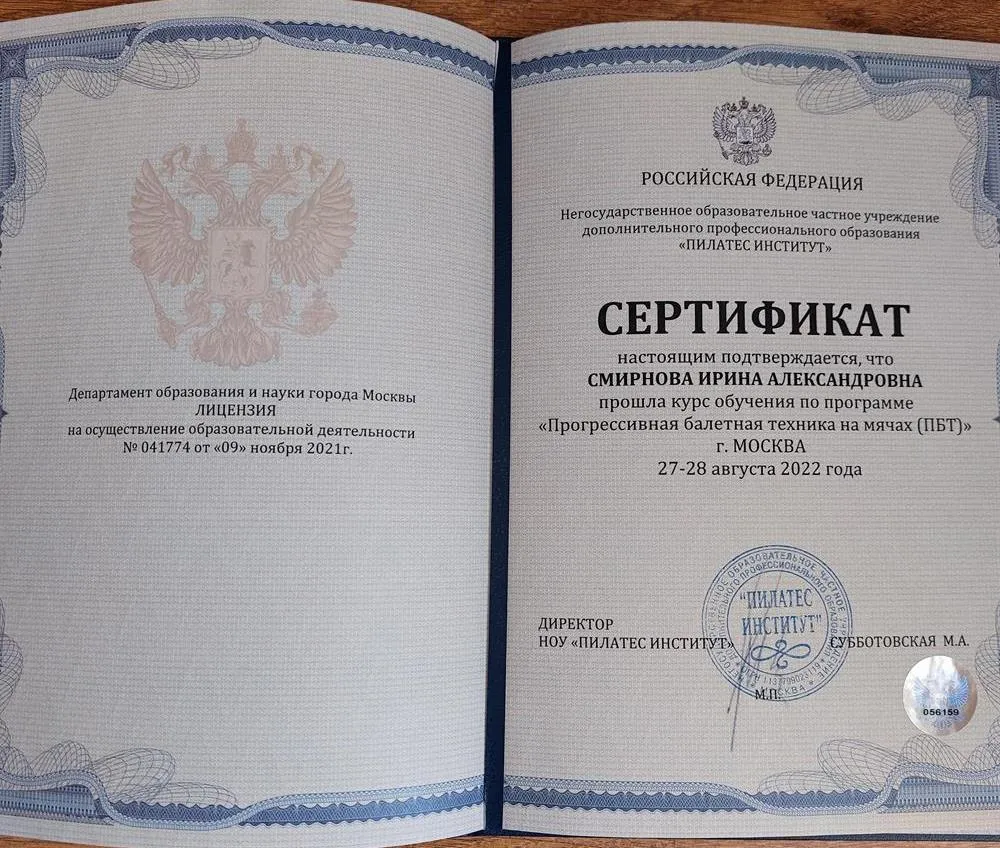 Департамент образования и науки города Москвы
ЛИЦЕНЗИЯ
на осуществление образовательной деятельности
№ 041774 от «09» ноября 2021г.
РОССИЙСКАЯ ФЕДЕРАЦИЯ
Негосударственное образовательное частное учреждение
дополнительного профессионального образования
«ПИЛАТЕС ИНСТИТУТ»
СЕРТИФИКАТ
настоящим подтверждается, что
СМИРНОВА ИРИНА АЛЕКСАНДРОВНА
прошла курс обучения по программе
«Прогрессивная балетная техника на мячах (ПБТ)»
г. МОСКВА
27-28 августа 2022 года
"ПИЛАТЕС
ИНСТИТУТ"
ДИРЕКТОР
НОУ «ПИЛАТЕС ИНСТИТУТ»
СУББОТОВСКАЯ М.А.
М.П.
056159